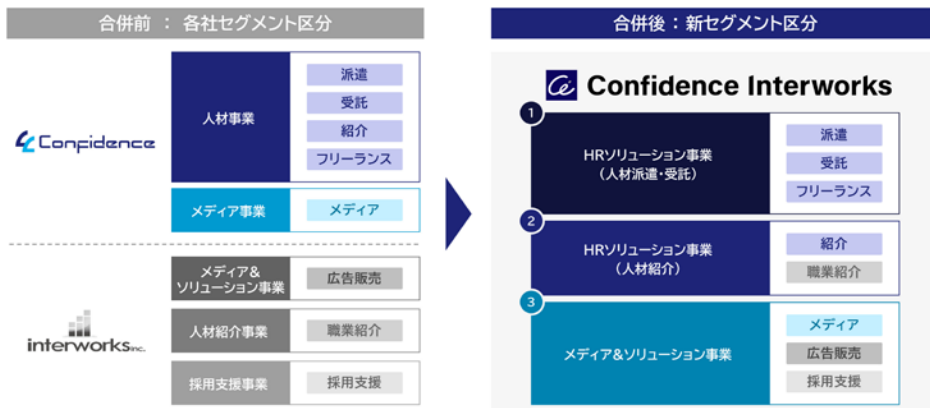 合併前 ： 各社セグメント区分
Confidence
人材事業
派遣
受託
紹介
フリーランス
メディア事業
メディア
interworks inc.
メディア&
ソリューション事業
広告販売
人材紹介事業
職業紹介
採用支援事業
採用支援
合併後：新セグメント区分
Ci Confidence Interworks
1
HRソリューション事業
（人材派遣・受託）
派遣
受託
フリーランス
2
HRソリューション事業
（人材紹介）
紹介
職業紹介
3
メディア&ソリューション事業
メディア
広告販売
採用支援